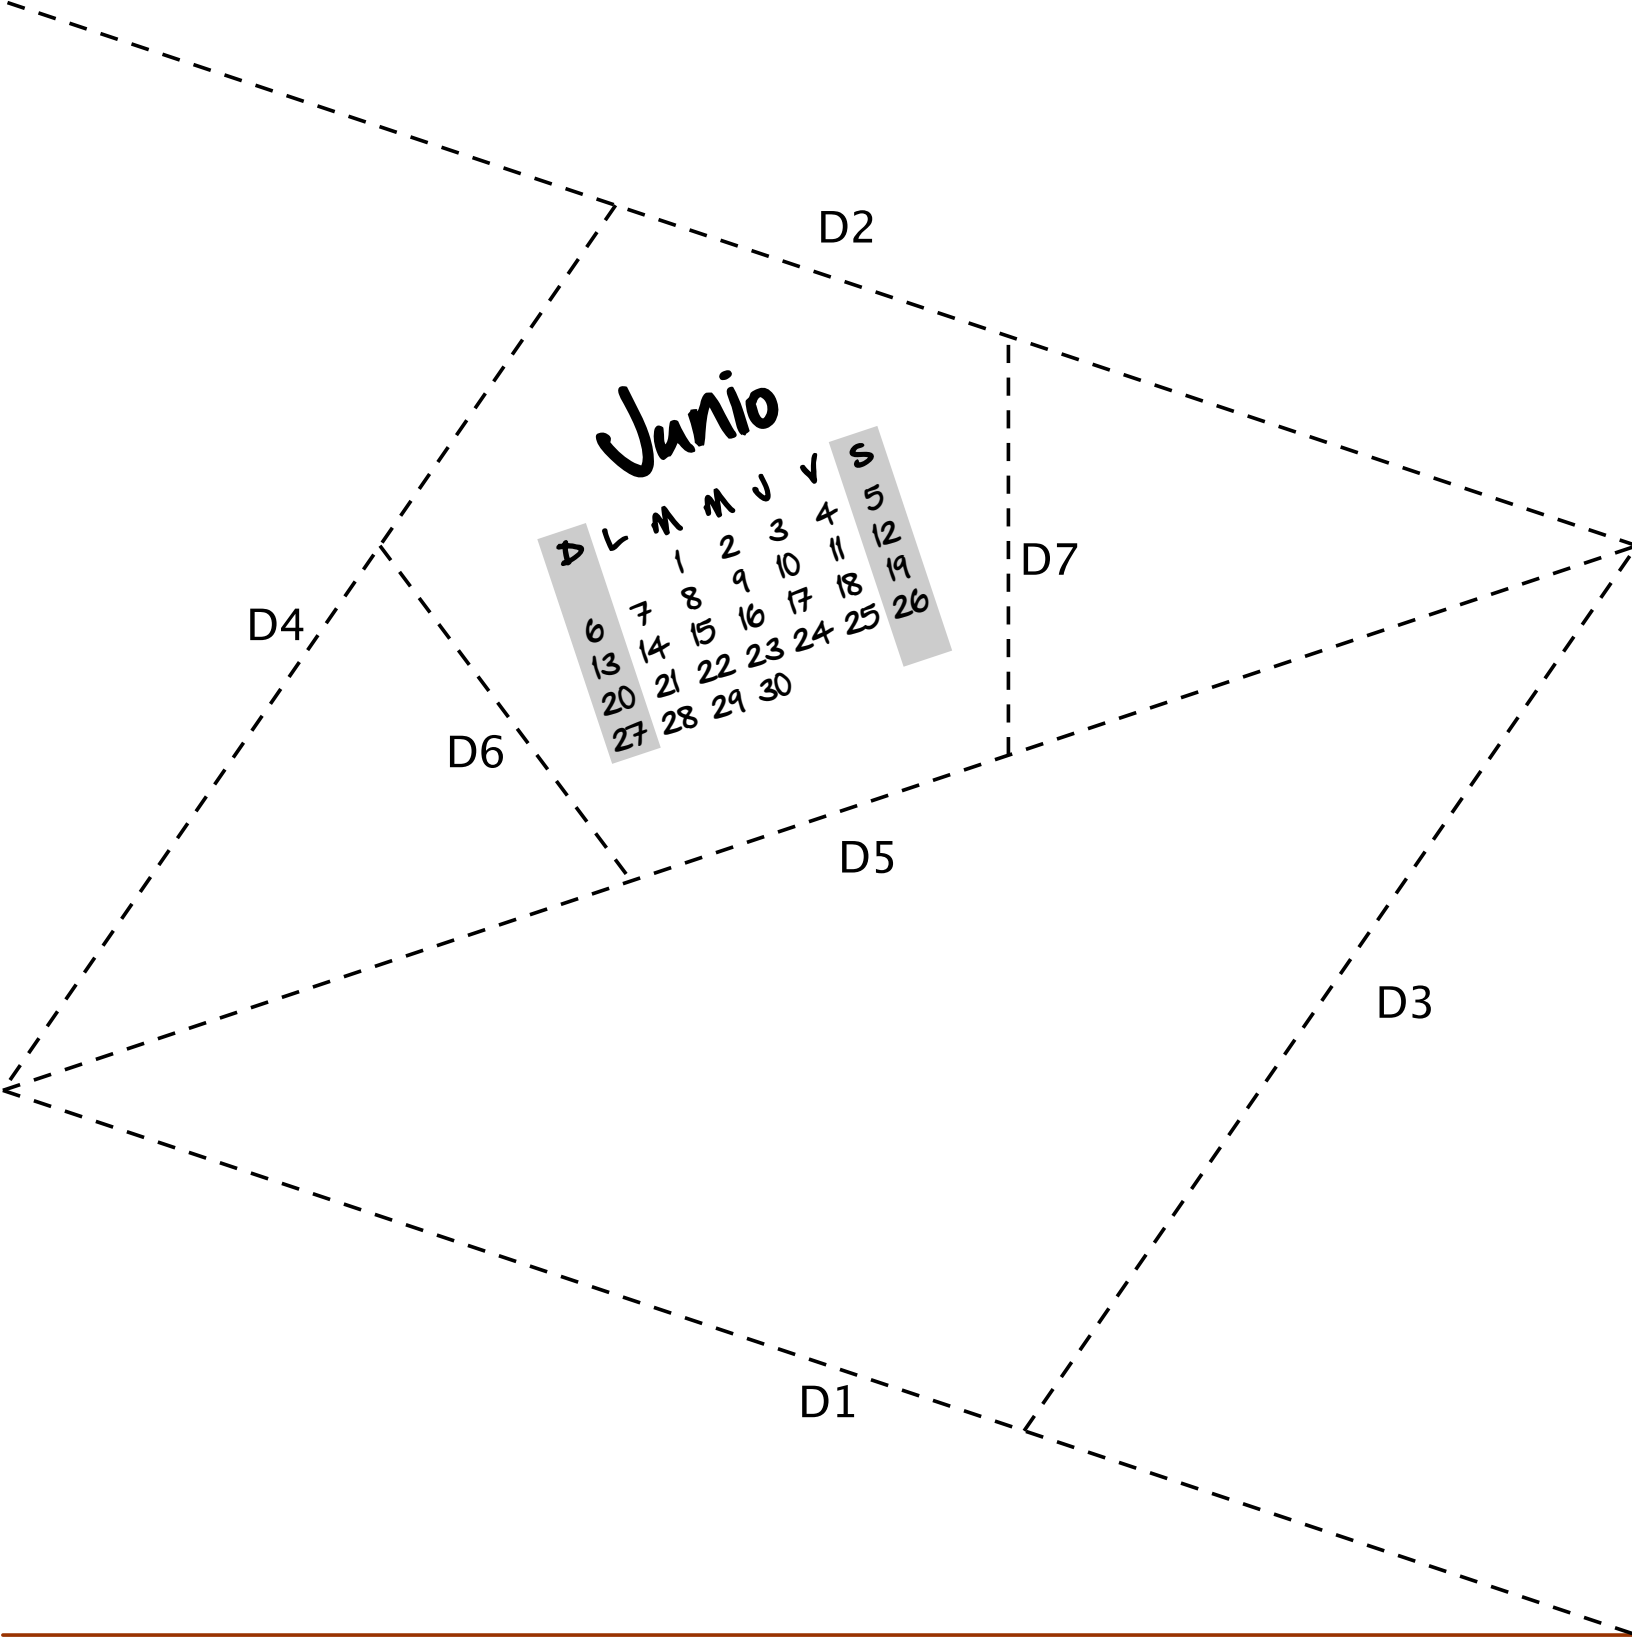 D2
Junio
D L M M J V S
1 2 3 4 5
6 7 8 9 10 11 12
13 14 15 16 17 18 19
20 21 22 23 24 25 26
27 28 29 30
D7
D4
D6
D5
D3
D1